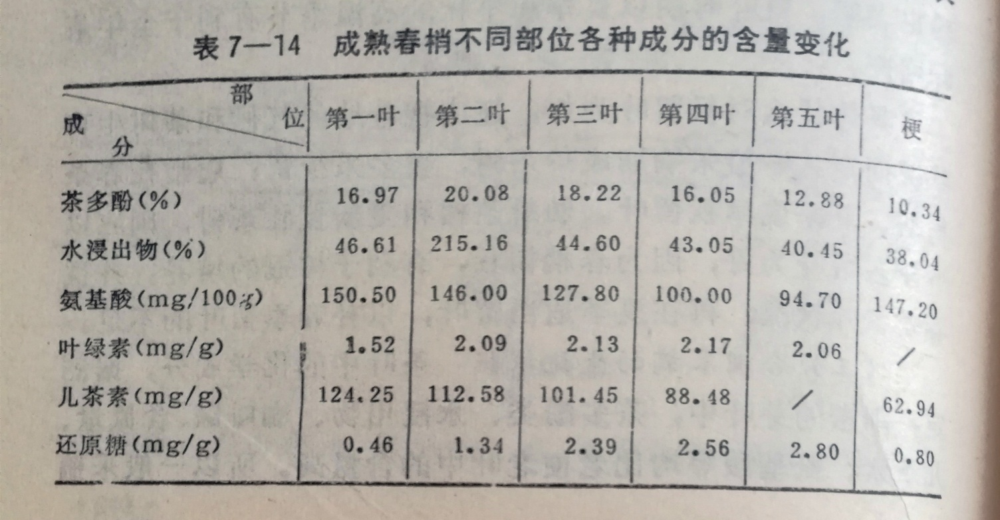 表7—14 成熟春梢不同部位各种成分的含量变化
部
成 位 第一叶 第二叶 第三叶 第四叶 第五叶 梗
分
茶多酚(%) 16.97 20.08 18.22 16.05 12.88 10.34
水浸出物(%) 46.61 215.16 44.60 43.05 40.45 38.04
氨基酸(mg/100g) 150.50 146.00 127.80 100.00 94.70 147.20
叶绿素(mg/g) 1.52 2.09 2.13 2.17 2.06 /
儿茶素(mg/g) 124.25 112.58 101.45 88.48 / 62.94
还原糖(mg/g) 0.46 1.34 2.39 2.56 2.80 0.80